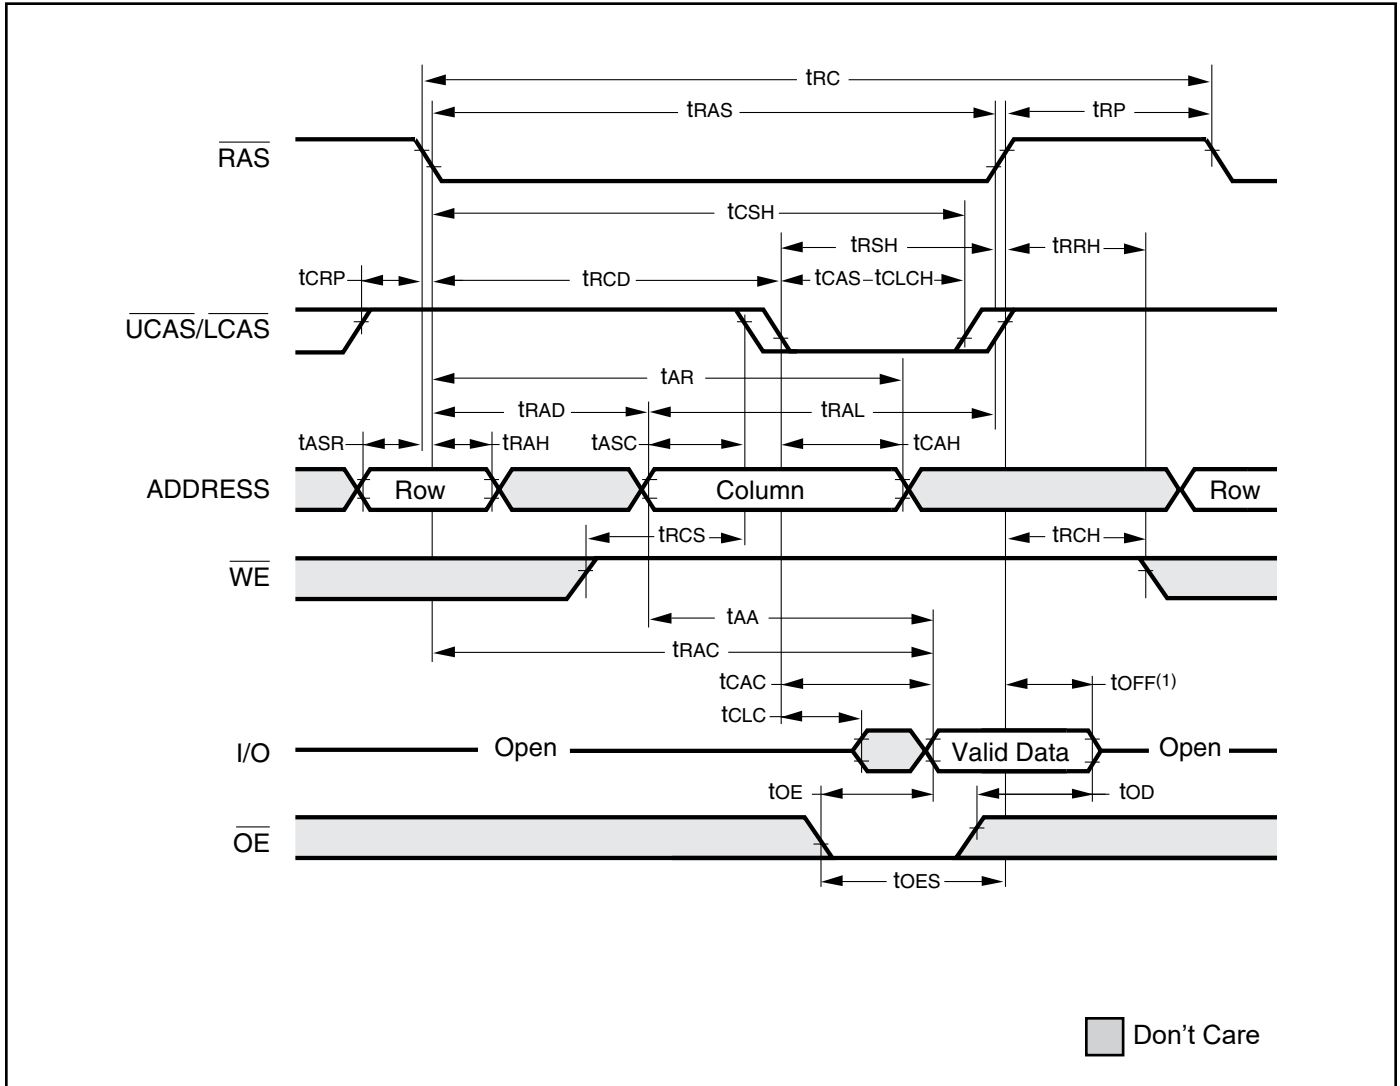 tRC
tRAS
tRP
RAS
tCSH
tRSH
tRRH
tCRP
tRCD
tCAS
tCLCH
UCAS/LCAS
tAR
tRAD
tRAL
tASR
tRAH
tASC
tCAH
ADDRESS
Row
Column
Row
tRCS
tRCH
WE
tAA
tRAC
tCAC
tOFF(1)
tCLC
I/O
Open
Valid Data
Open
tOE
tOD
OE
tOES
Don't Care